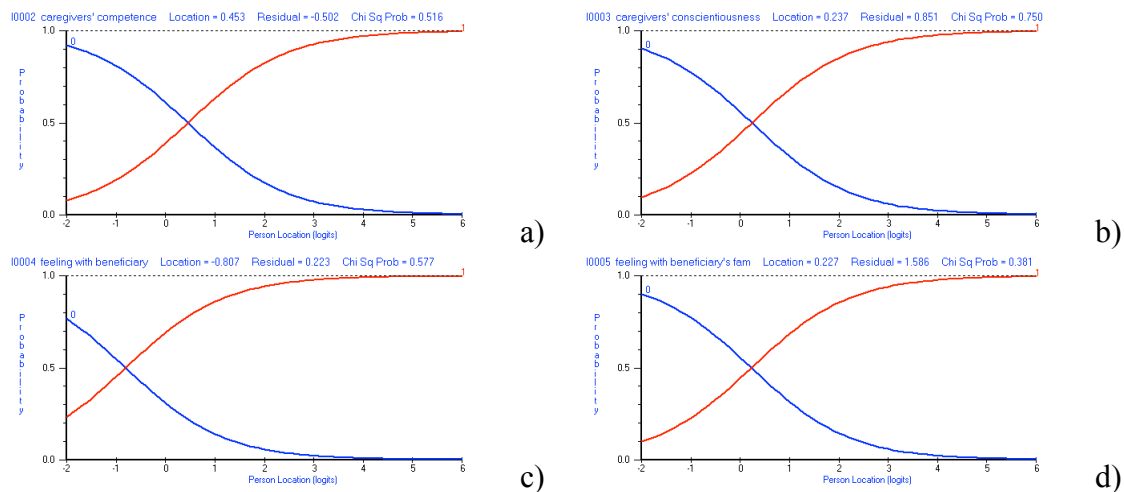 I0002 caregivers' competence Location = 0.453 Residual = -0.502 Chi Sq Prob = 0.516
1.0
0
1
Probability
0.5
0.0
-2 -1 0 1 2 3 4 5 6
Person Location (logits)
a)
I0003 caregivers' conscientiousness Location = 0.237 Residual = 0.851 Chi Sq Prob = 0.750
1.0
0
1
Probability
0.5
0.0
-2 -1 0 1 2 3 4 5 6
Person Location (logits)
b)
I0004 feeling with beneficiary Location = -0.807 Residual = 0.223 Chi Sq Prob = 0.577
1.0
0
1
Probability
0.5
0.0
-2 -1 0 1 2 3 4 5 6
Person Location (logits)
c)
I0005 feeling with beneficiary's fam Location = 0.227 Residual = 1.586 Chi Sq Prob = 0.381
1.0
0
1
Probability
0.5
0.0
-2 -1 0 1 2 3 4 5 6
Person Location (logits)
d)